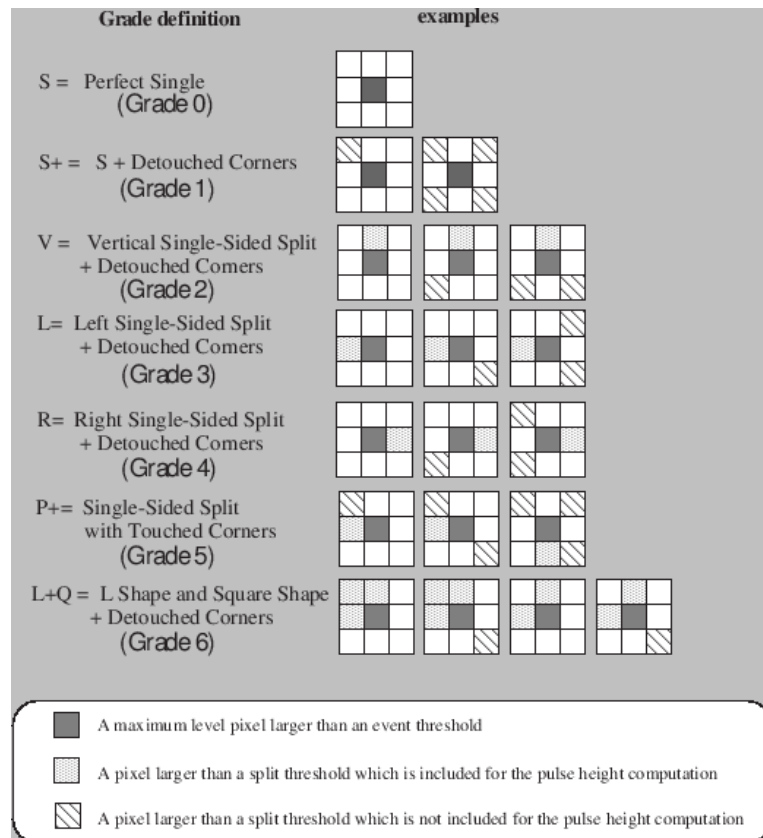 Grade definition examples
S = Perfect Single
(Grade 0)
S+ = S + Detouched Corners
(Grade 1)
V = Vertical Single-Sided Split
+ Detouched Corners
(Grade 2)
L= Left Single-Sided Split
+ Detouched Corners
(Grade 3)
R= Right Single-Sided Split
+ Detouched Corners
(Grade 4)
P+= Single-Sided Split
with Touched Corners
(Grade 5)
L+Q = L Shape and Square Shape
+ Detouched Corners
(Grade 6)
A maximum level pixel larger than an event threshold
A pixel larger than a split threshold which is included for the pulse height computation
A pixel larger than a split threshold which is not included for the pulse height computation